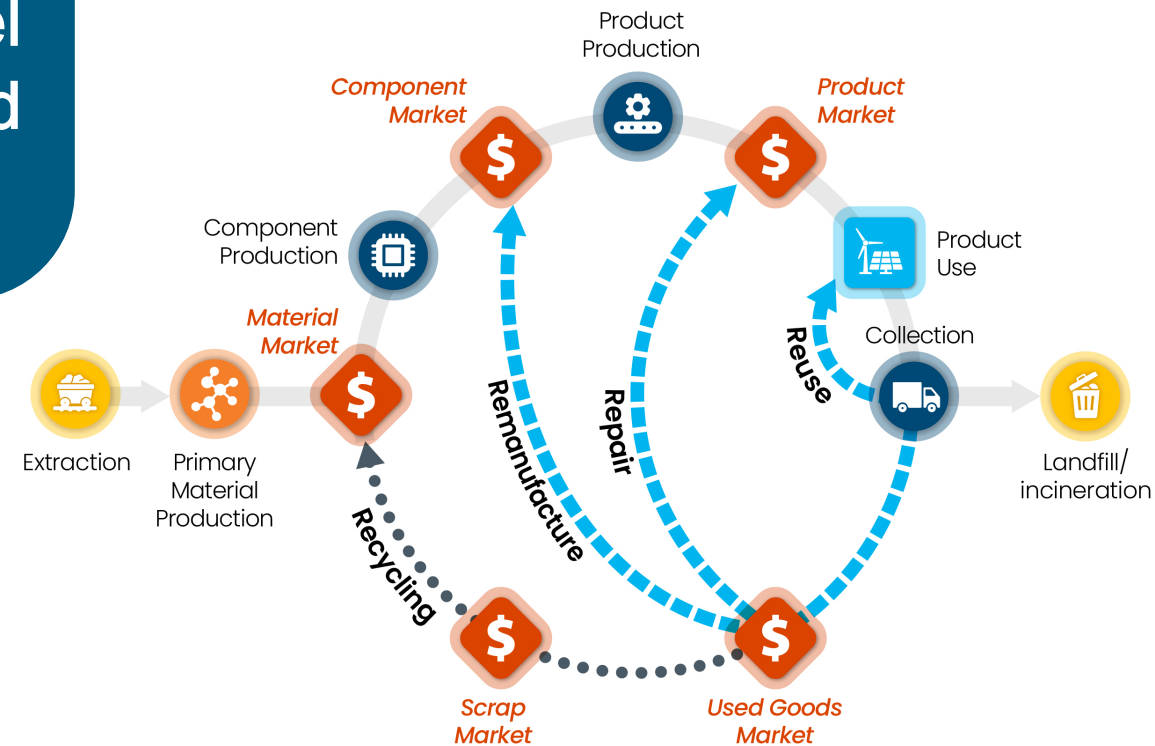 Product
Production
Component
Market
Product
Market
Component
Production
Product
Use
Material
Market
Collection
Reuse
Remanufacture
Repair
Extraction
Primary
Material
Production
Landfill/
incineration
Recycling
Scrap
Market
Used Goods
Market